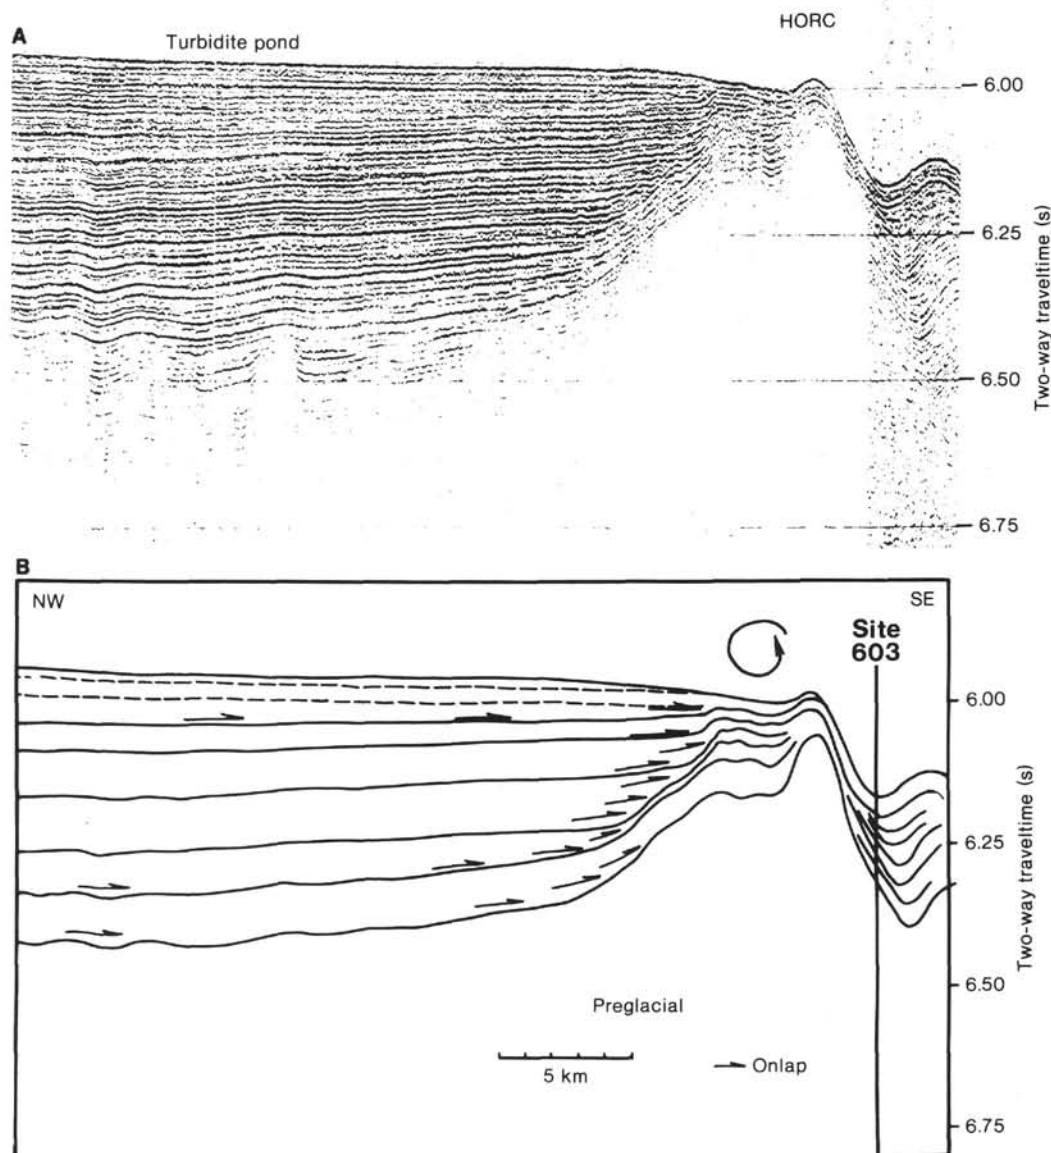 A
Turbidite pond
HORC
6.00
6.25
6.50
6.75
Two-way traveltime (s)
B
NW
SE
Site
603
6.00
6.25
6.50
6.75
Two-way traveltime (s)
Preglacial
5 km
Onlap